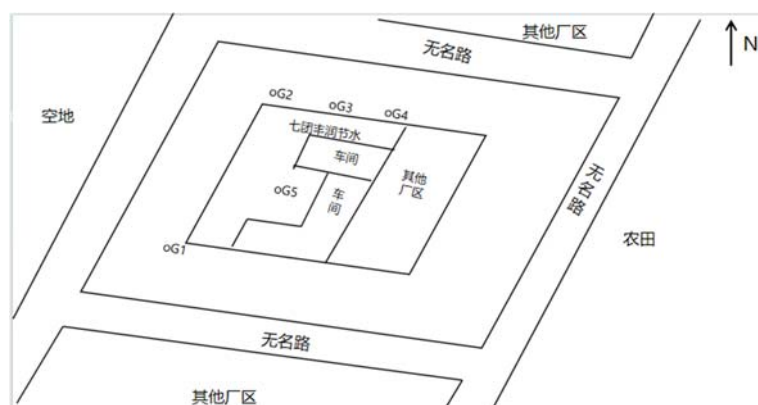 其他厂区
无名路
N
空地
oG2
oG3
oG4
七团丰润节水
车间
其他
厂区
无名路
oG5
车间
农田
oG1
无名路
其他厂区